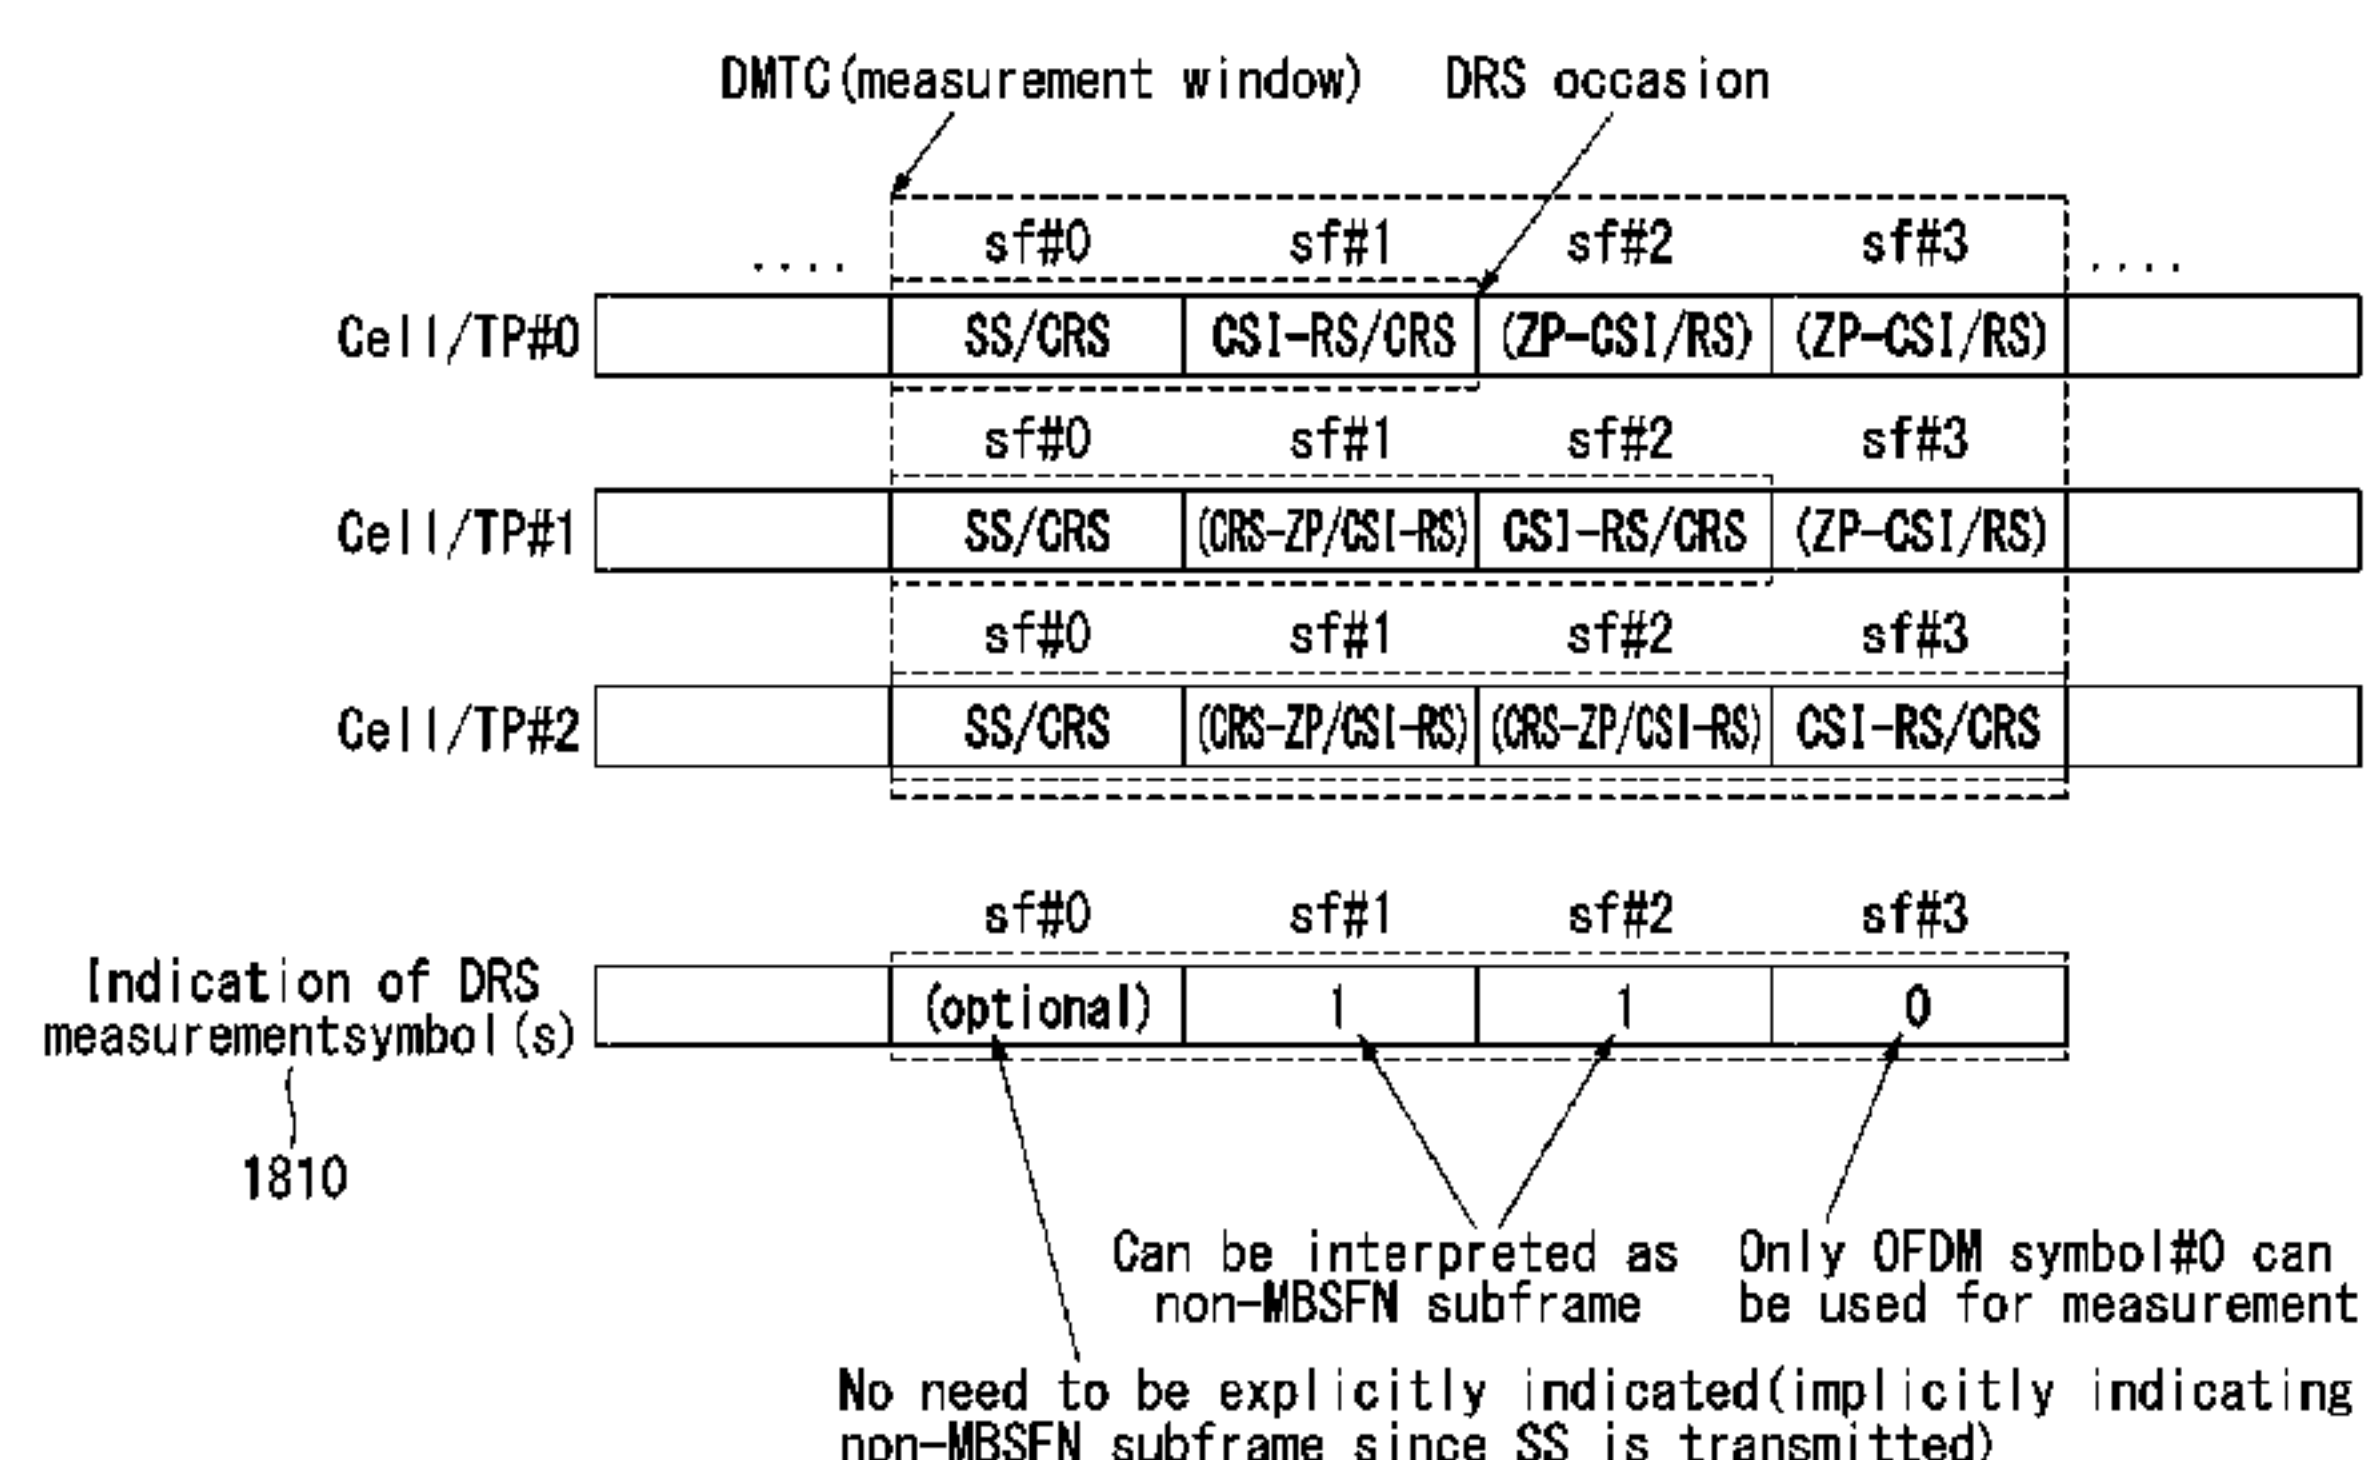 DMTC(measurement window) DRS occasion
sf#0 sf#1 sf#2 sf#3
.... ....
Cell/TP#0 SS/CRS CSI-RS/CRS (ZP-CSI/RS) (ZP-CSI/RS)
sf#0 sf#1 sf#2 sf#3
Cell/TP#1 SS/CRS (CRS-ZP/CSI-RS) CSI-RS/CRS (ZP-CSI/RS)
sf#0 sf#1 sf#2 sf#3
Cell/TP#2 SS/CRS (CRS-ZP/CSI-RS) (CRS-ZP/CSI-RS) CSI-RS/CRS
sf#0 sf#1 sf#2 sf#3
Indication of DRS
measurementsymbol(s)
(optional) 1 1 0
1810
Can be interpreted as
non-MBSFN subframe
Only OFDM symbol#0 can
be used for measurement
No need to be explicitly indicated(implicitly indicating
non-MBSFN subframe since SS is transmitted)